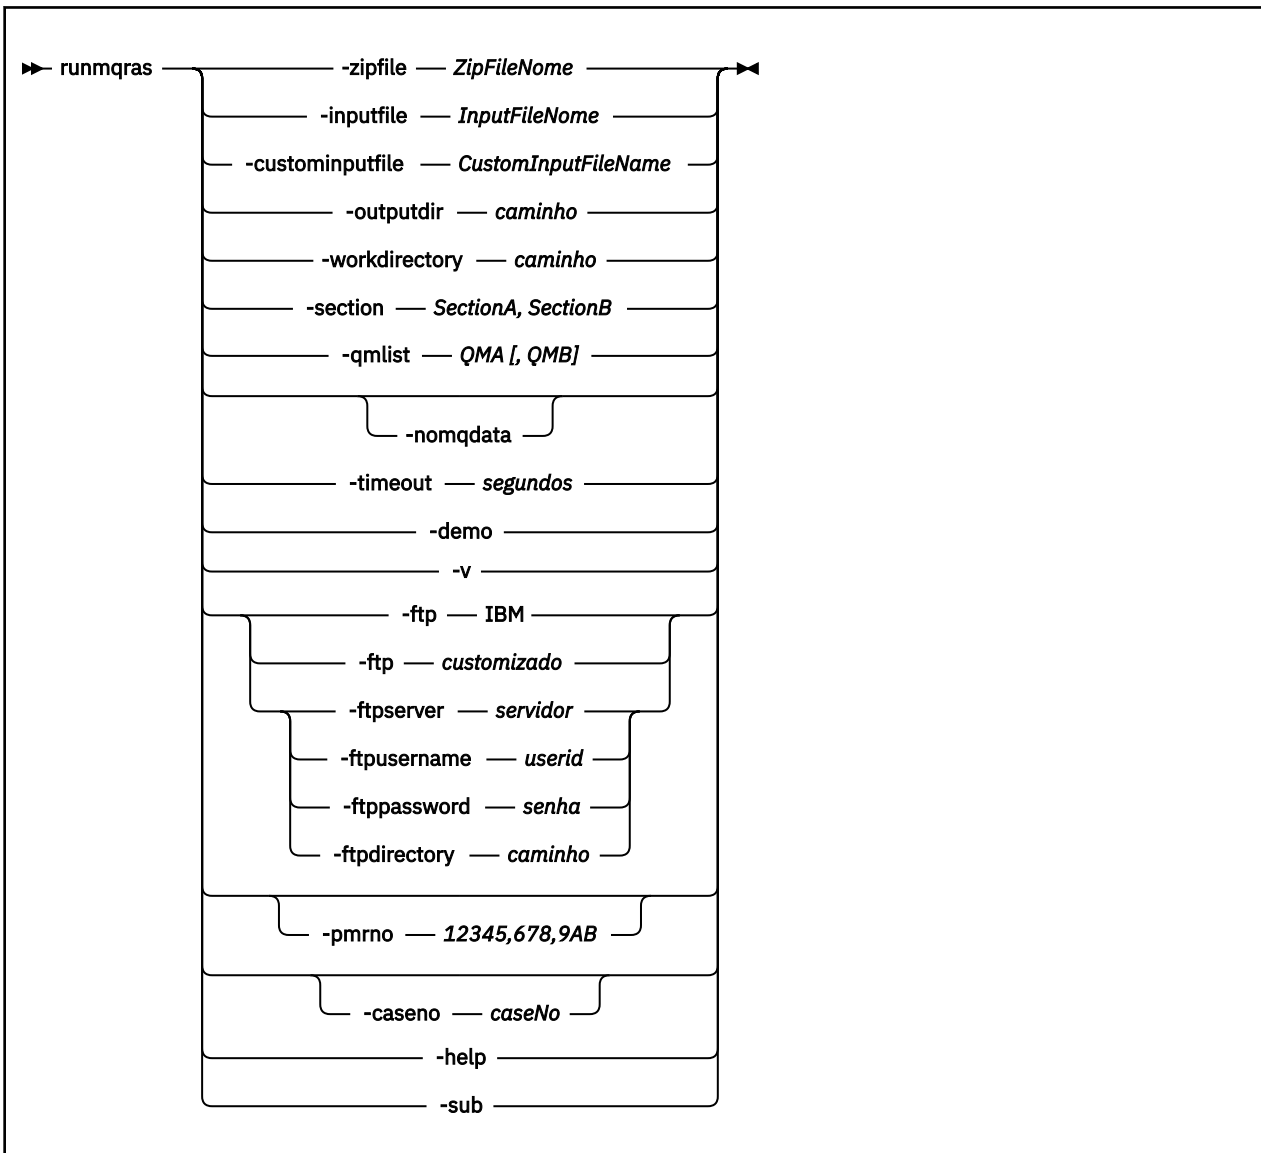 runmqras -zipfile ZipFileNome
-inputfile InputFileNome
-custominputfile CustomInputFileName
-outputdir caminho
-workdirectory caminho
-section SectionA, SectionB
-qmlist QMA [, QMB]
-nomqdata
-timeout segundos
-demo
-v
-ftp IBM
-ftp customizado
-ftpserver servidor
-ftpusername userid
-ftppassword senha
-ftpdirectory caminho
-pmrno 12345,678,9AB
-caseno caseNo
-help
-sub